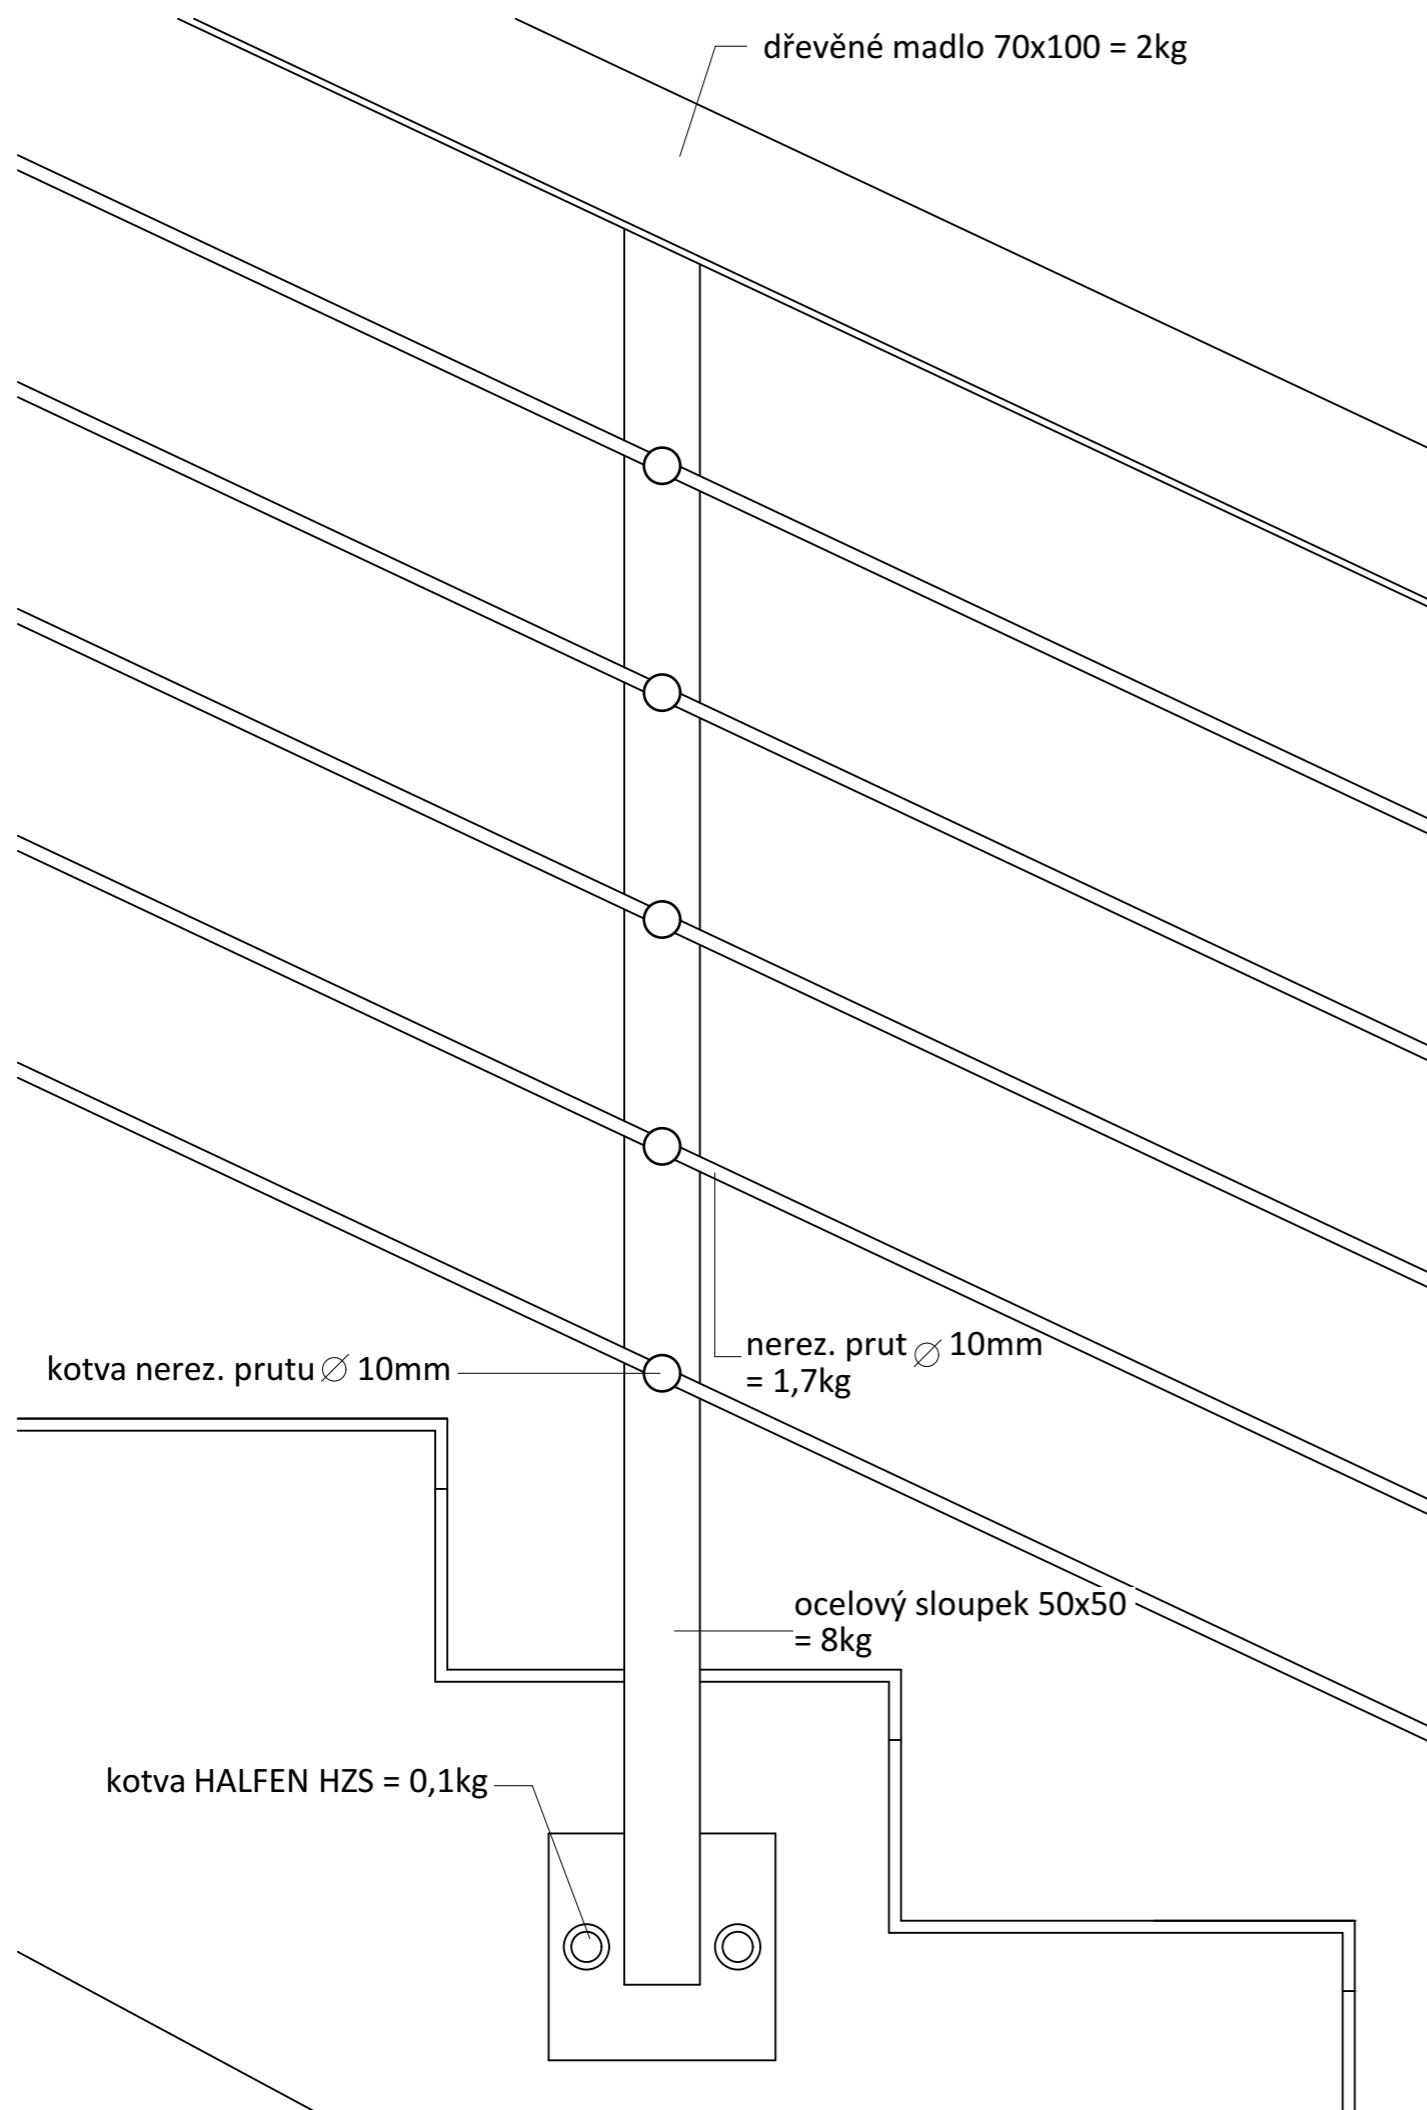 dřevěné madlo 70x100 = 2kg
nerez. prut ∅ 10mm
= 1,7kg
kotva nerez. prutu ∅ 10mm
ocelový sloupek 50x50
= 8kg
kotva HALFEN HZS = 0,1kg